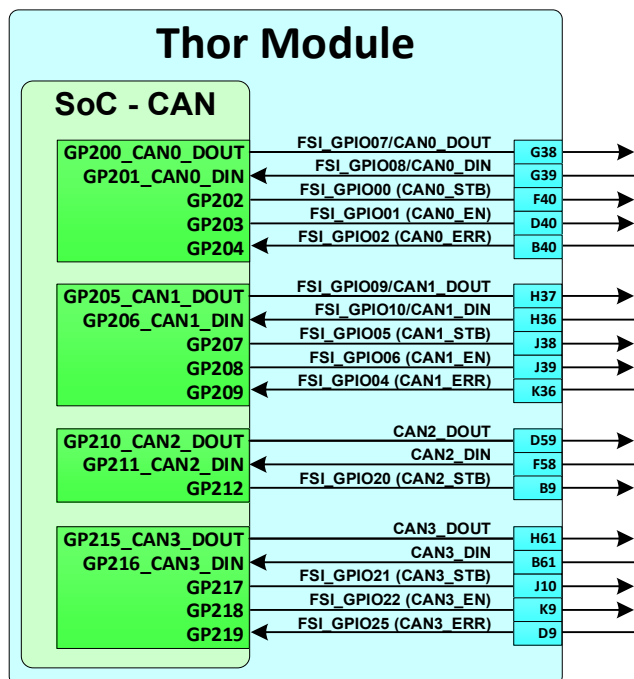 Thor Module
SoC - CAN
GP200_CAN0_DOUT FSI_GPIO07/CAN0_DOUT G38
GP201_CAN0_DIN FSI_GPIO08/CAN0_DIN G39
GP202 FSI_GPIO00 (CAN0_STB) F40
GP203 FSI_GPIO01 (CAN0_EN) D40
GP204 FSI_GPIO02 (CAN0_ERR) B40
GP205_CAN1_DOUT FSI_GPIO09/CAN1_DOUT H37
GP206_CAN1_DIN FSI_GPIO10/CAN1_DIN H36
GP207 FSI_GPIO05 (CAN1_STB) J38
GP208 FSI_GPIO06 (CAN1_EN) J39
GP209 FSI_GPIO04 (CAN1_ERR) K36
GP210_CAN2_DOUT CAN2_DOUT D59
GP211_CAN2_DIN CAN2_DIN F58
GP212 FSI_GPIO20 (CAN2_STB) B9
GP215_CAN3_DOUT CAN3_DOUT H61
GP216_CAN3_DIN CAN3_DIN B61
GP217 FSI_GPIO21 (CAN3_STB) J10
GP218 FSI_GPIO22 (CAN3_EN) K9
GP219 FSI_GPIO25 (CAN3_ERR) D9